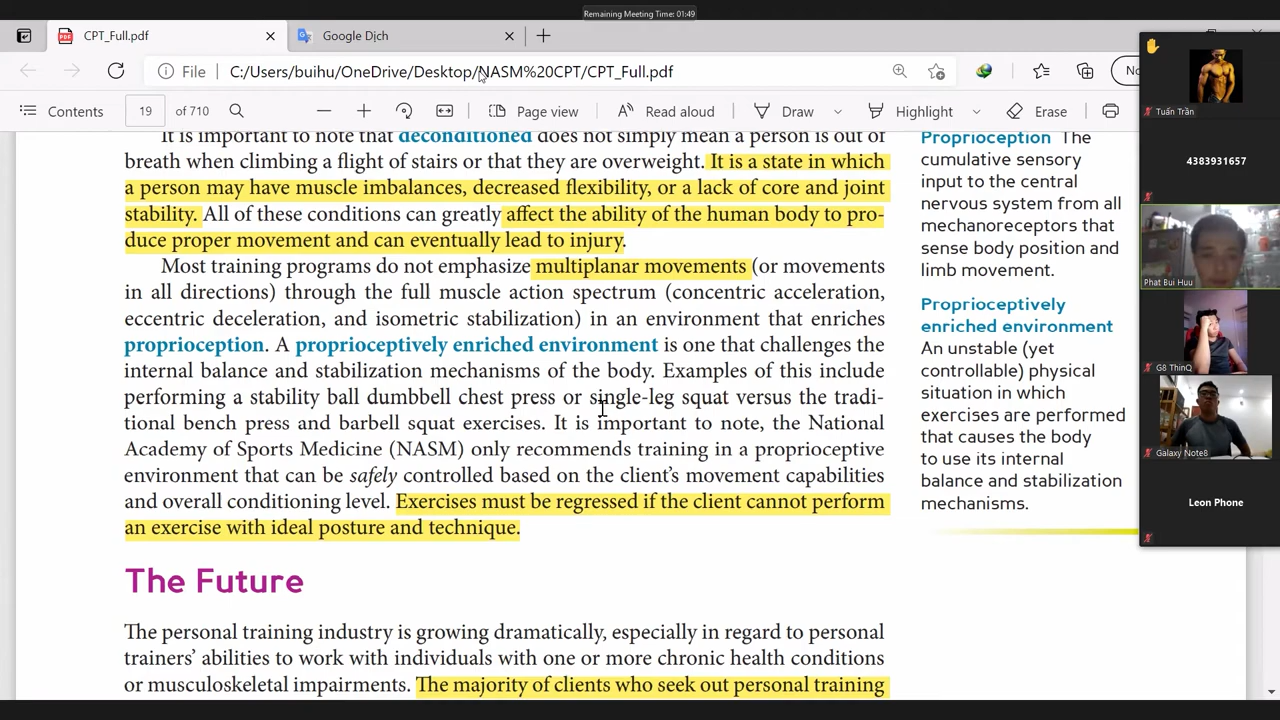 Remaining Meeting Time: 01:49
CPT_Full.pdf
Google Dịch
File
C:/Users/buihu/OneDrive/Desktop/NASM%20CPT/CPT_Full.pdf
No
Contents
19
of 710
Page view
Read aloud
Draw
Highlight
Erase
It is important to note that deconditioned does not simply mean a person is out of
breath when climbing a flight of stairs or that they are overweight. It is a state in which
a person may have muscle imbalances, decreased flexibility, or a lack of core and joint
stability. All of these conditions can greatly affect the ability of the human body to pro-
duce proper movement and can eventually lead to injury.
Most training programs do not emphasize multiplanar movements (or movements
in all directions) through the full muscle action spectrum (concentric acceleration,
eccentric deceleration, and isometric stabilization) in an environment that enriches
proprioception. A proprioceptively enriched environment is one that challenges the
internal balance and stabilization mechanisms of the body. Examples of this include
performing a stability ball dumbbell chest press or single-leg squat versus the tradi-
tional bench press and barbell squat exercises. It is important to note, the National
Academy of Sports Medicine (NASM) only recommends training in a proprioceptive
environment that can be safely controlled based on the client's movement capabilities
and overall conditioning level. Exercises must be regressed if the client cannot perform
an exercise with ideal posture and technique.
The Future
The personal training industry is growing dramatically, especially in regard to personal
trainers' abilities to work with individuals with one or more chronic health conditions
or musculoskeletal impairments. The majority of clients who seek out personal training
Proprioception The
cumulative sensory
input to the central
nervous system from all
mechanoreceptors that
sense body position and
limb movement.
Proprioceptively
enriched environment
An unstable (yet
controllable) physical
situation in which
exercises are performed
that causes the body
to use its internal
balance and stabilization
mechanisms.
Tuấn Trần
4383931657
Phat Bui Huu
G8 ThinQ
Galaxy Note8
Leon Phone